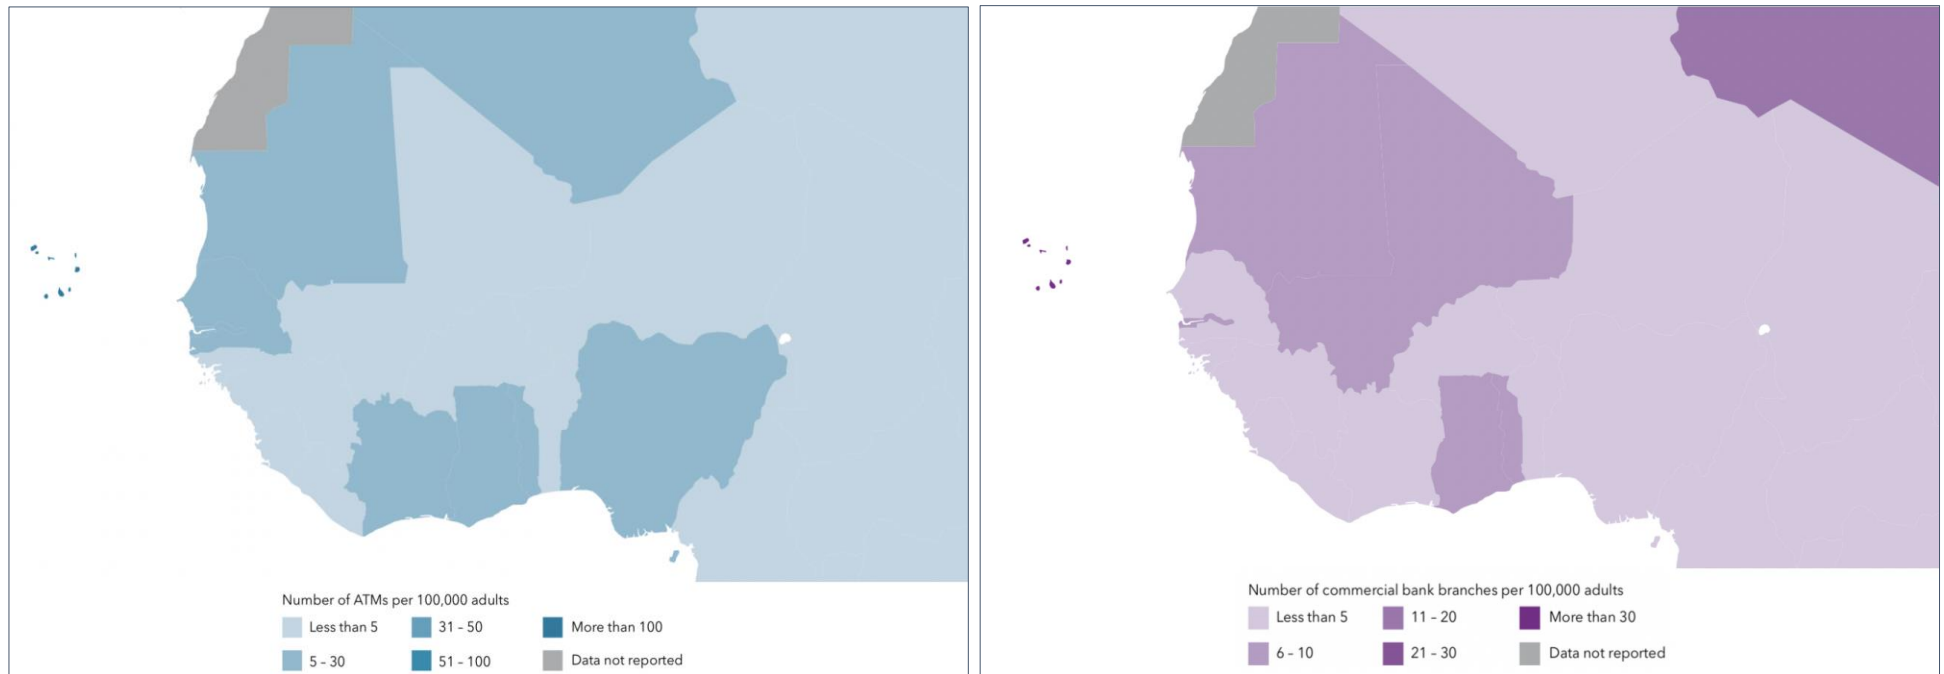 Number of ATMs per 100,000 adults
Less than 5
31 – 50
More than 100
5 – 30
51 – 100
Data not reported
Number of commercial bank branches per 100,000 adults
Less than 5
11 – 20
More than 30
6 – 10
21 – 30
Data not reported